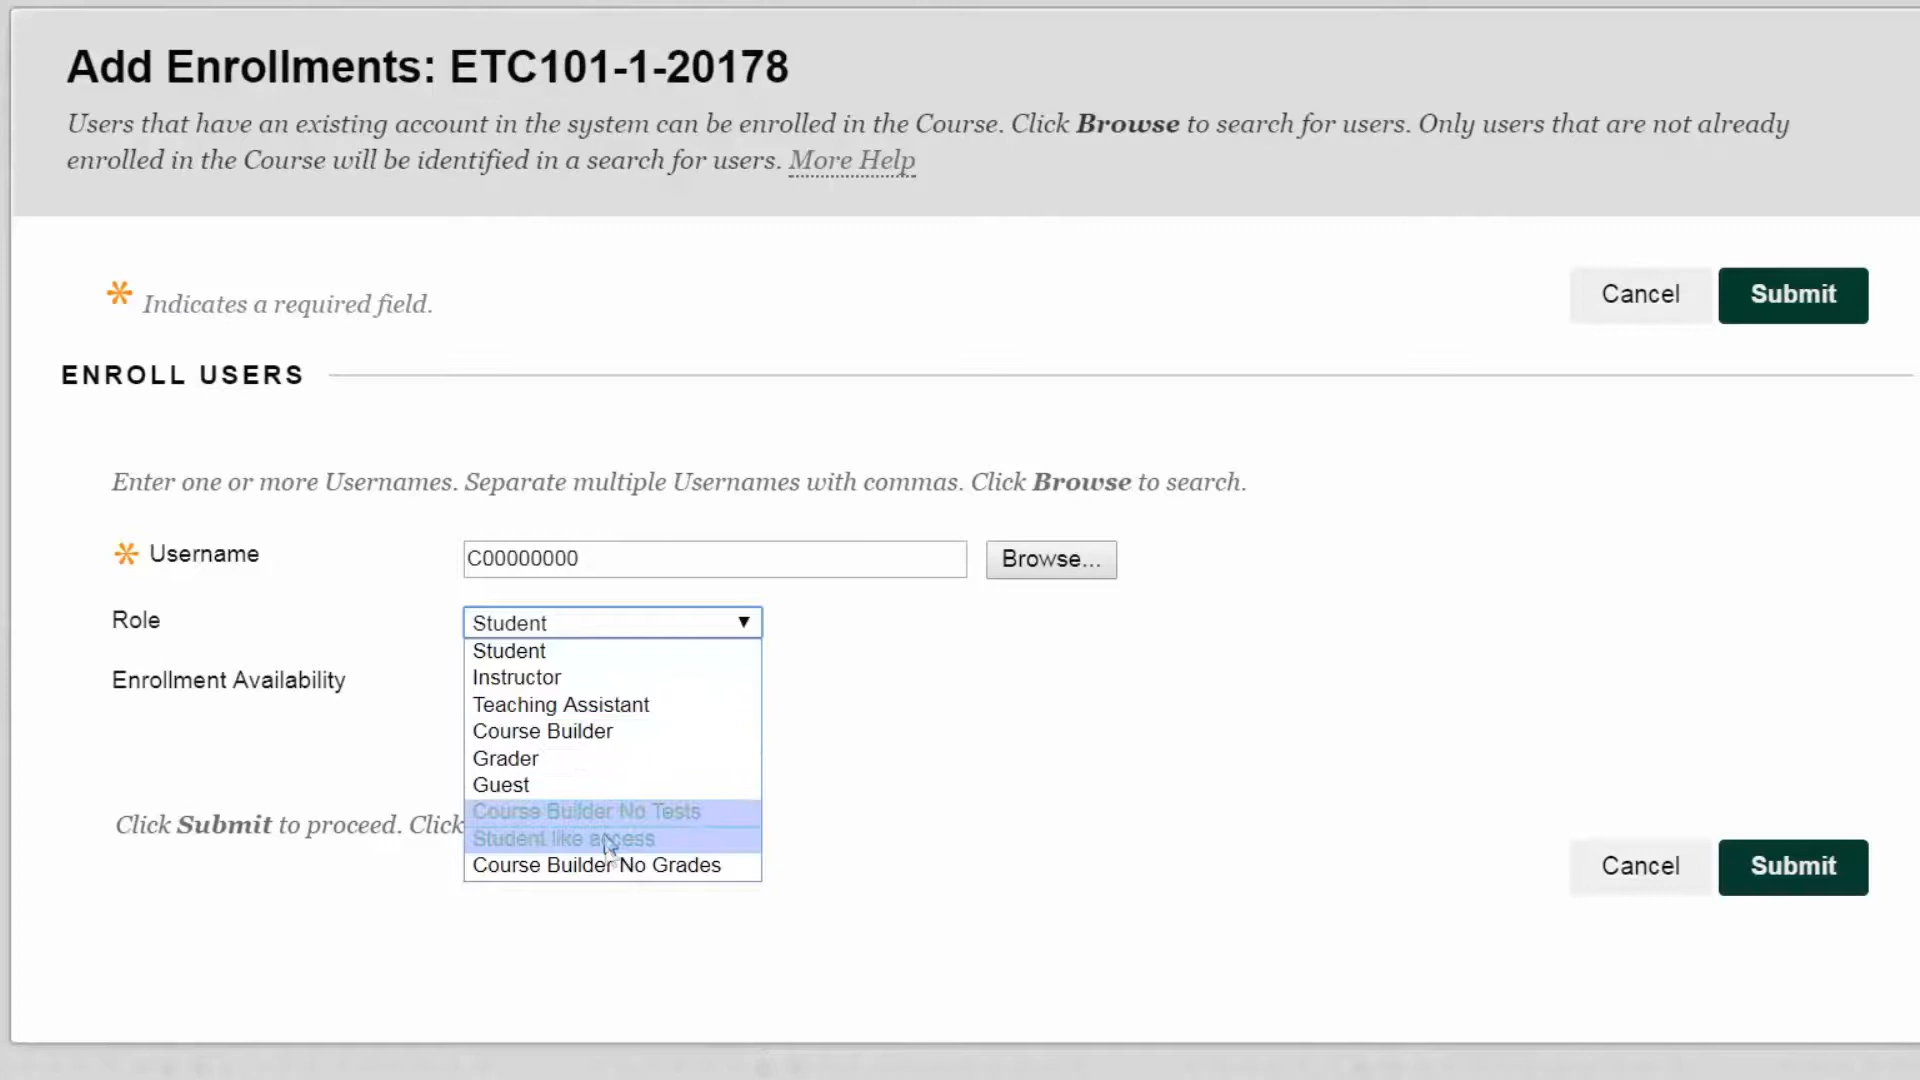 Add Enrollments: ETC101-1-20178
Users that have an existing account in the system can be enrolled in the Course. Click Browse to search for users. Only users that are not already
enrolled in the Course will be identified in a search for users. More Help
* Indicates a required field.
Cancel
Submit
ENROLL USERS
Enter one or more Usernames. Separate multiple Usernames with commas. Click Browse to search.
* Username
C00000000
Browse...
Role
Student
Student
Instructor
Teaching Assistant
Course Builder
Grader
Guest
Course Builder No Tests
Student like access
Course Builder No Grades
Enrollment Availability
Click Submit to proceed. Click
Cancel
Submit